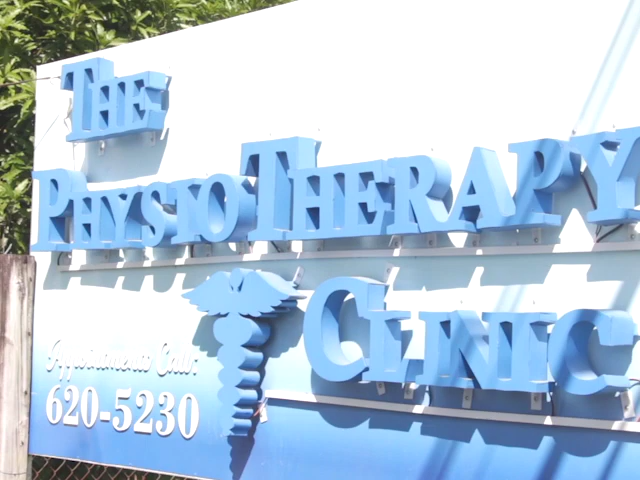 The
PhysioTherapy
Clinic
Appointments Call:
620-5230